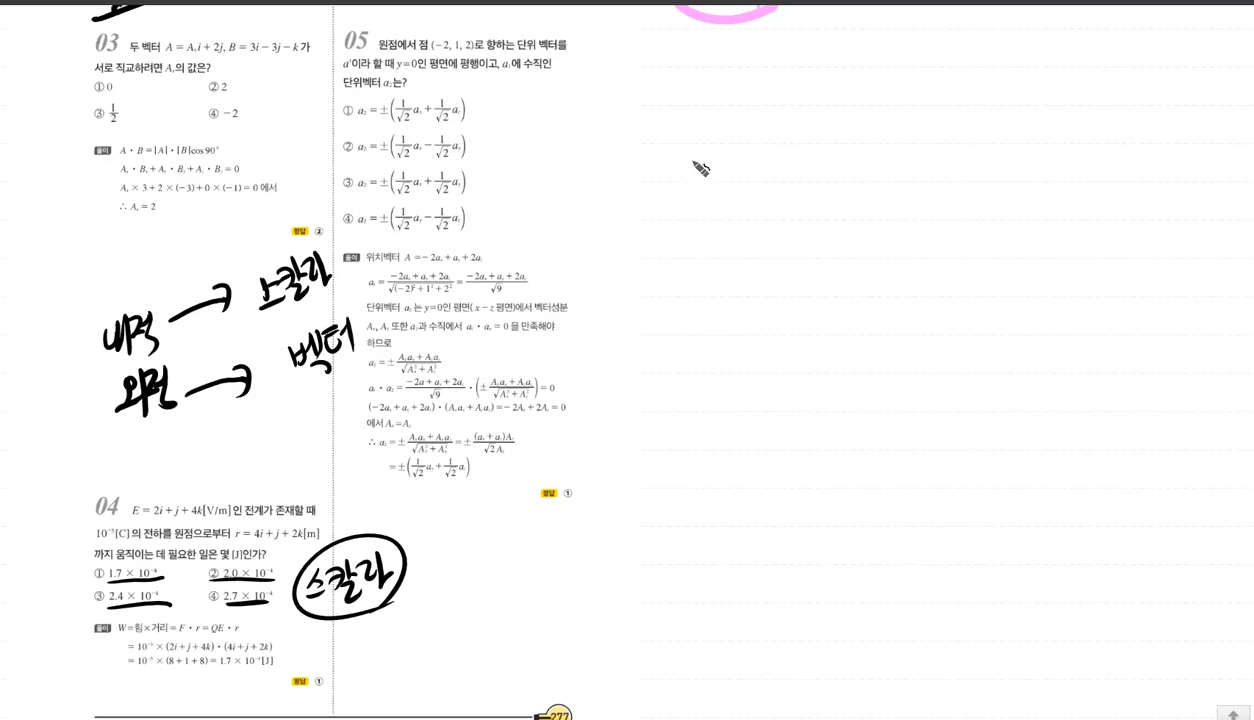 03 두 벡터 A = Aₓi + 2j, B = 3i − 3j − k가
서로 직교하려면 Aₓ의 값은?
① 0 ② 2
③ 1/2 ④ −2
풀이 A · B = |A| · |B|cos90°
Aₓ · Bₓ + Aᵧ · Bᵧ + A_z · B_z = 0
Aₓ × 3 + 2 × (−3) + 0 × (−1) = 0 에서
∴ Aₓ = 2
정답 ②
내적 → 스칼라
외적 → 벡터
04 E = 2i + j + 4k[V/m]인 전계가 존재할 때
10⁻⁵[C]의 전하를 원점으로부터 r = 4i + j + 2k[m]
까지 움직이는 데 필요한 일은 몇 [J]인가?
① 1.7 × 10⁻⁴ ② 2.0 × 10⁻⁴
③ 2.4 × 10⁻⁴ ④ 2.7 × 10⁻⁴
스칼라
풀이 W = 힘 × 거리 = F · r = QE · r
= 10⁻⁵ × (2i + j + 4k) · (4i + j + 2k)
= 10⁻⁵ × (8 + 1 + 8) = 1.7 × 10⁻⁴[J]
정답 ①
05 원점에서 점 (−2, 1, 2)로 향하는 단위 벡터를
a¹이라 할 때 y = 0인 평면에 평행이고, a₁에 수직인
단위벡터 a₂는?
① a₂ = ±(1/√2 aₓ + 1/√2 a_z)
② a₂ = ±(1/√2 aₓ − 1/√2 aᵧ)
③ a₂ = ±(1/√2 aₓ + 1/√2 aᵧ)
④ a₂ = ±(1/√2 aᵧ − 1/√2 a_z)
풀이 위치벡터 A = −2aₓ + aᵧ + 2a_z
a₁ = (−2aₓ + aᵧ + 2a_z)/√((−2)² + 1² + 2²) = (−2aₓ + aᵧ + 2a_z)/√9
단위벡터 a₂는 y = 0인 평면(x − z 평면)에서 벡터성분
Aₓ, A_z 또한 a₁과 수직에서 a₁ · a₂ = 0 을 만족해야
하므로
a₂ = ± (Aₓaₓ + A_za_z)/√(Aₓ² + A_z²)
a₁ · a₂ = (−2a + aᵧ + 2a_z)/√9 · (± (Aₓaₓ + A_za_z)/√(Aₓ² + A_z²)) = 0
(−2aₓ + aᵧ + 2a_z) · (Aₓaₓ + A_za_z) = −2Aₓ + 2A_z = 0
에서 Aₓ = A_z
∴ a₂ = ± (Aₓaₓ + A_za_z)/√(Aₓ² + A_z²) = ± (aₓ + a_z)Aₓ/√2 Aₓ
= ±(1/√2 aₓ + 1/√2 a_z)
정답 ①
277